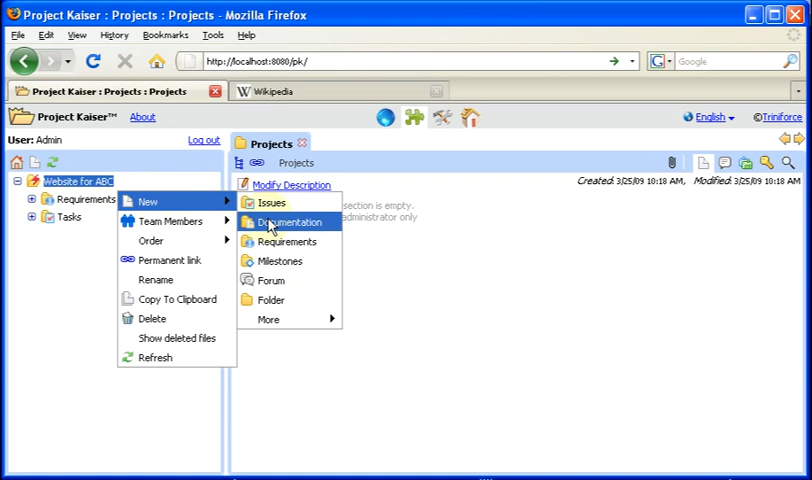 Project Kaiser : Projects : Projects - Mozilla Firefox
File Edit View History Bookmarks Tools Help
http://localhost:8080/pk/
G Google
Project Kaiser : Projects : Projects
W Wikipedia
Project Kaiser™ About
English
©Triniforce
User: Admin
Log out
Projects
Projects
Website for ABC
Modify Description
Created: 3/25/09 10:18 AM, Modified: 3/25/09 10:18 AM
Requirements
Tasks
section is empty.
administrator only
New
Team Members
Order
Permanent link
Rename
Copy To Clipboard
Delete
Show deleted files
Refresh
Issues
Documentation
Requirements
Milestones
Forum
Folder
More